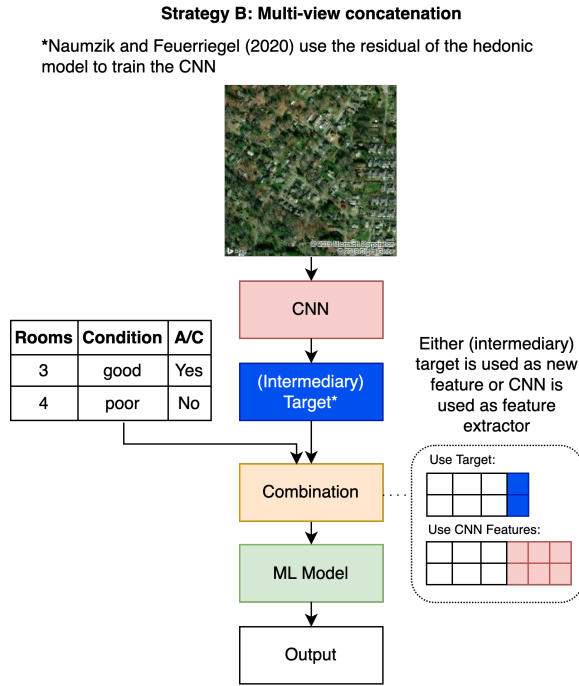 Strategy B: Multi-view concatenation
*Naumzik and Feuerriegel (2020) use the residual of the hedonic
model to train the CNN
bing
CNN
Rooms Condition A/C
3 good Yes
4 poor No
(Intermediary)
Target*
Either (intermediary)
target is used as new
feature or CNN is
used as feature
extractor
Combination
Use Target:
Use CNN Features:
ML Model
Output